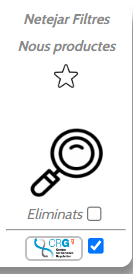 Netejar Filtres
Nous productes
Eliminats
CRG